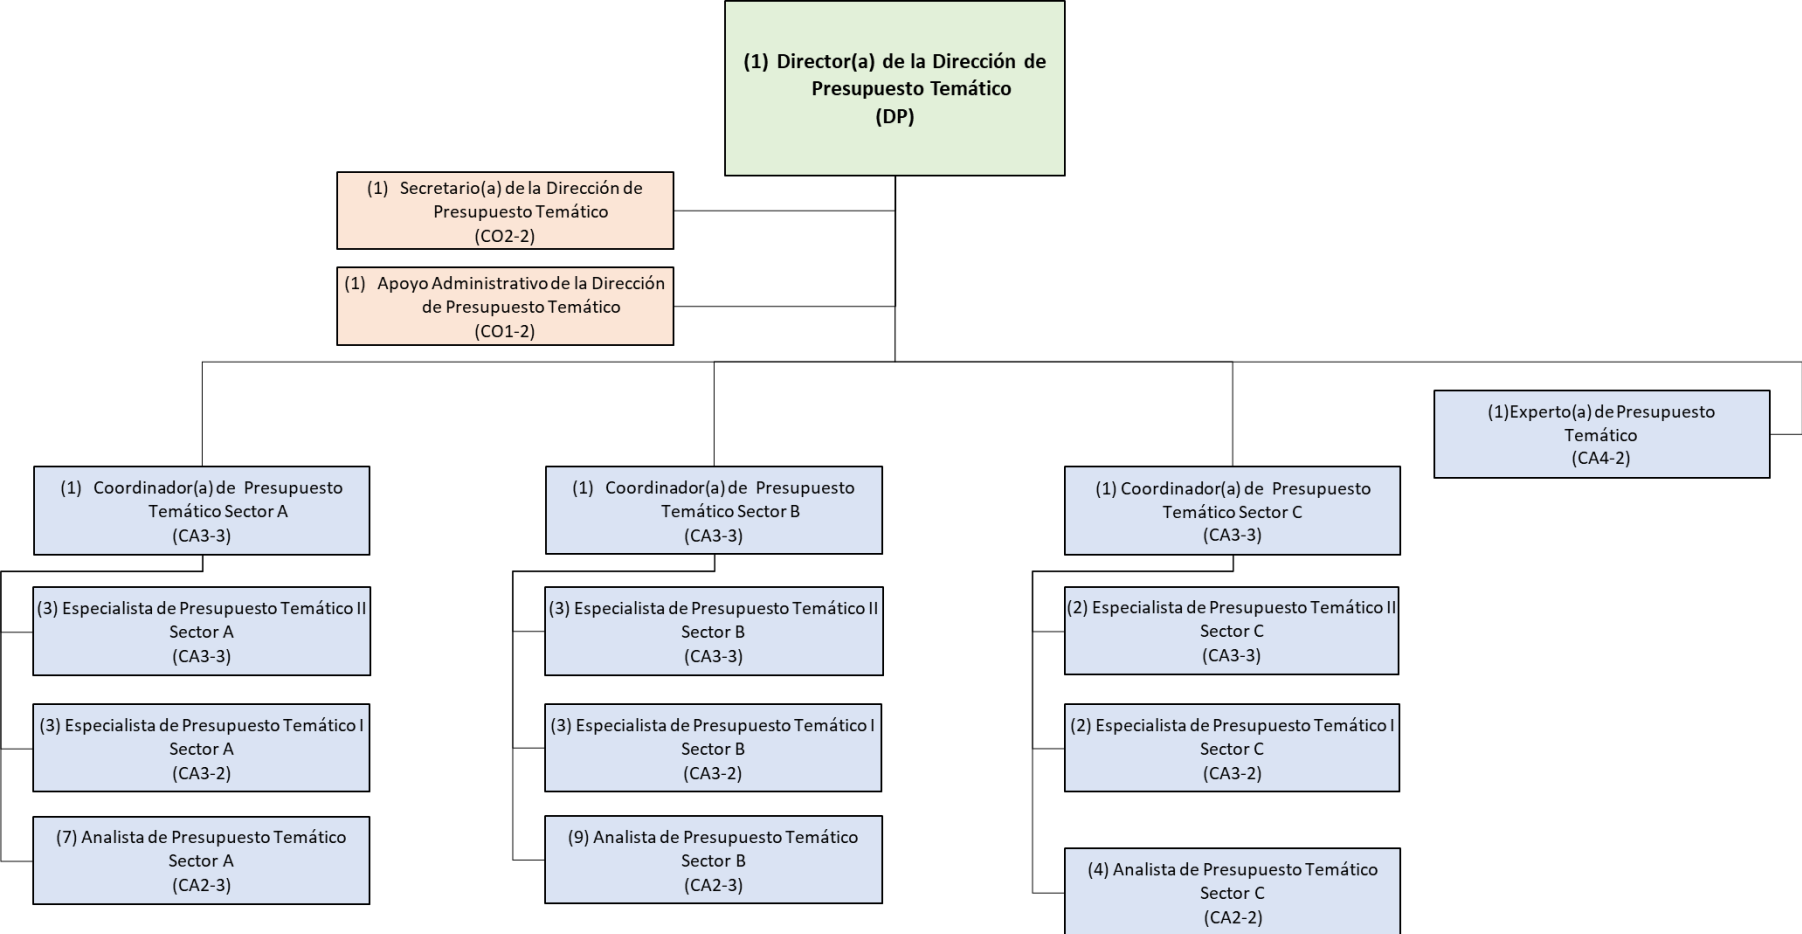 (1) Director(a) de la Dirección de
Presupuesto Temático
(DP)
(1) Secretario(a) de la Dirección de
Presupuesto Temático
(CO2-2)
(1) Apoyo Administrativo de la Dirección
de Presupuesto Temático
(CO1-2)
(1)Experto(a) de Presupuesto
Temático
(CA4-2)
(1) Coordinador(a) de Presupuesto
Temático Sector A
(CA3-3)
(3) Especialista de Presupuesto Temático II
Sector A
(CA3-3)
(3) Especialista de Presupuesto Temático I
Sector A
(CA3-2)
(7) Analista de Presupuesto Temático
Sector A
(CA2-3)
(1) Coordinador(a) de Presupuesto
Temático Sector B
(CA3-3)
(3) Especialista de Presupuesto Temático II
Sector B
(CA3-3)
(3) Especialista de Presupuesto Temático I
Sector B
(CA3-2)
(9) Analista de Presupuesto Temático
Sector B
(CA2-3)
(1) Coordinador(a) de Presupuesto
Temático Sector C
(CA3-3)
(2) Especialista de Presupuesto Temático II
Sector C
(CA3-3)
(2) Especialista de Presupuesto Temático I
Sector C
(CA3-2)
(4) Analista de Presupuesto Temático
Sector C
(CA2-2)